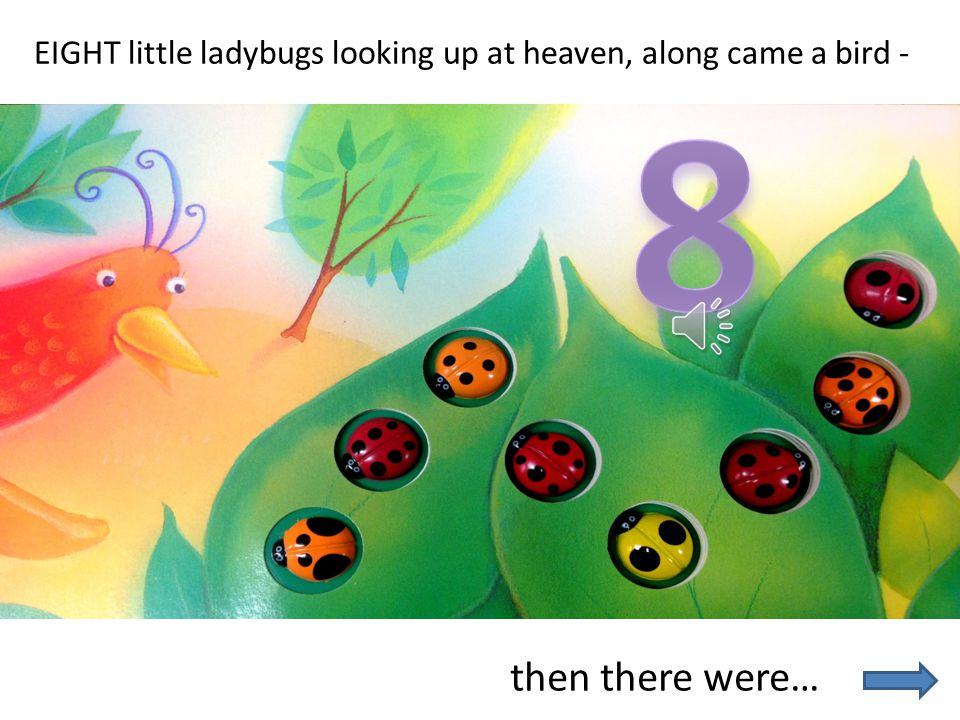 EIGHT little ladybugs looking up at heaven, along came a bird -
8
then there were…